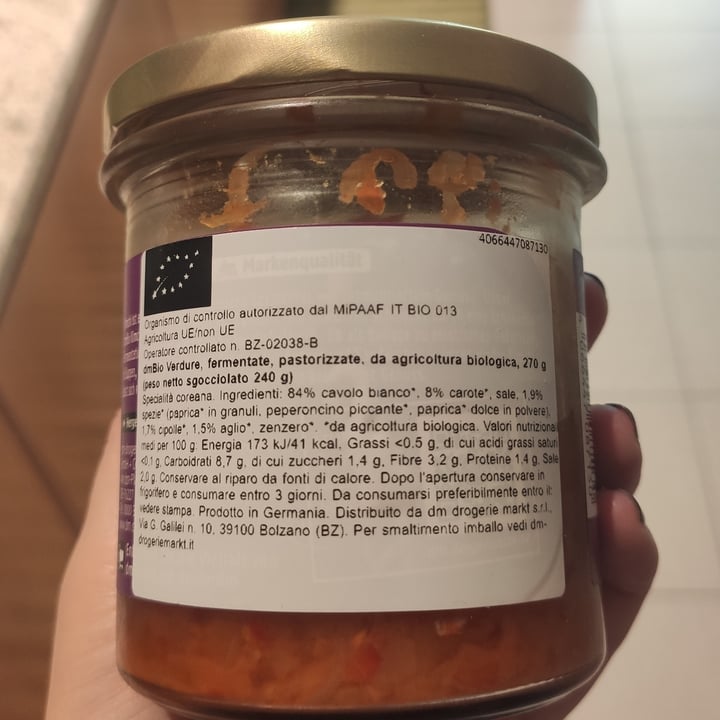 4066447087130
Markenqualität
Organismo di controllo autorizzato dal MiPAAF IT BIO 013
Agricoltura UE/non UE
Operatore controllato n. BZ-02038-B
dmBio Verdure, fermentate, pastorizzate, da agricoltura biologica, 270 g
(peso netto sgocciolato 240 g)
Specialità coreana. Ingredienti: 84% cavolo bianco*, 8% carote*, sale, 1,9%
spezie* (paprica* in granuli, peperoncino piccante*, paprica* dolce in polvere),
1,7% cipolle*, 1,5% aglio*, zenzero*. *da agricoltura biologica. Valori nutrizionali
medi per 100 g: Energia 173 kJ/41 kcal, Grassi <0,5 g, di cui acidi grassi saturi
<0,1 g, Carboidrati 8,7 g, di cui zuccheri 1,4 g, Fibre 3,2 g, Proteine 1,4 g, Sale
2,0 g. Conservare al riparo da fonti di calore. Dopo l'apertura conservare in
frigorifero e consumare entro 3 giorni. Da consumarsi preferibilmente entro il:
vedere stampa. Prodotto in Germania. Distribuito da dm drogerie markt s.r.l.,
Via G. Galilei n. 10, 39100 Bolzano (BZ). Per smaltimento imballo vedi dm-
drogeriemarkt.it